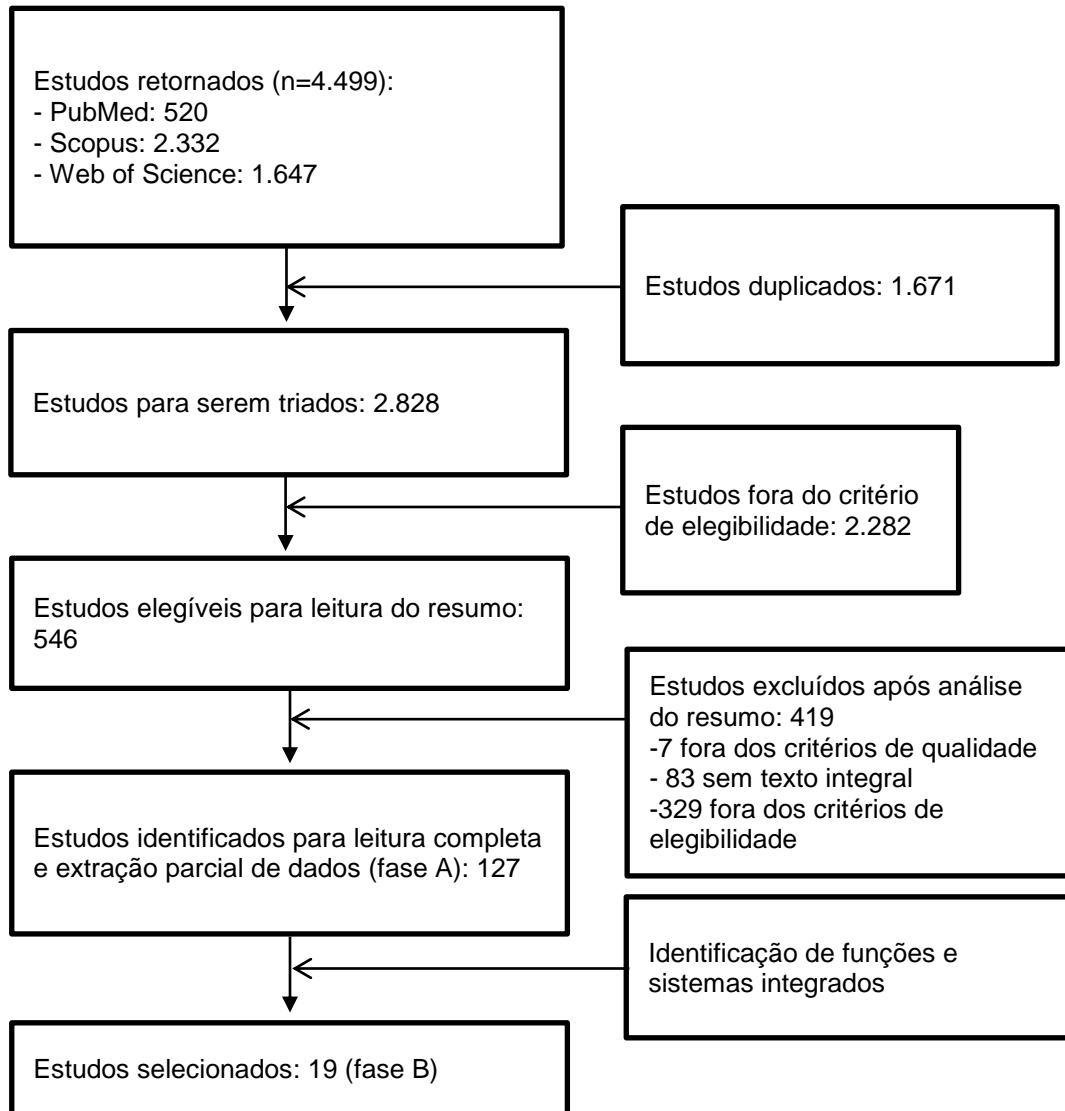 Estudos retornados (n=4.499):
- PubMed: 520
- Scopus: 2.332
- Web of Science: 1.647
Estudos duplicados: 1.671
Estudos para serem triados: 2.828
Estudos fora do critério
de elegibilidade: 2.282
Estudos elegíveis para leitura do resumo:
546
Estudos excluídos após análise
do resumo: 419
-7 fora dos critérios de qualidade
- 83 sem texto integral
-329 fora dos critérios de
elegibilidade
Estudos identificados para leitura completa
e extração parcial de dados (fase A): 127
Identificação de funções e
sistemas integrados
Estudos selecionados: 19 (fase B)